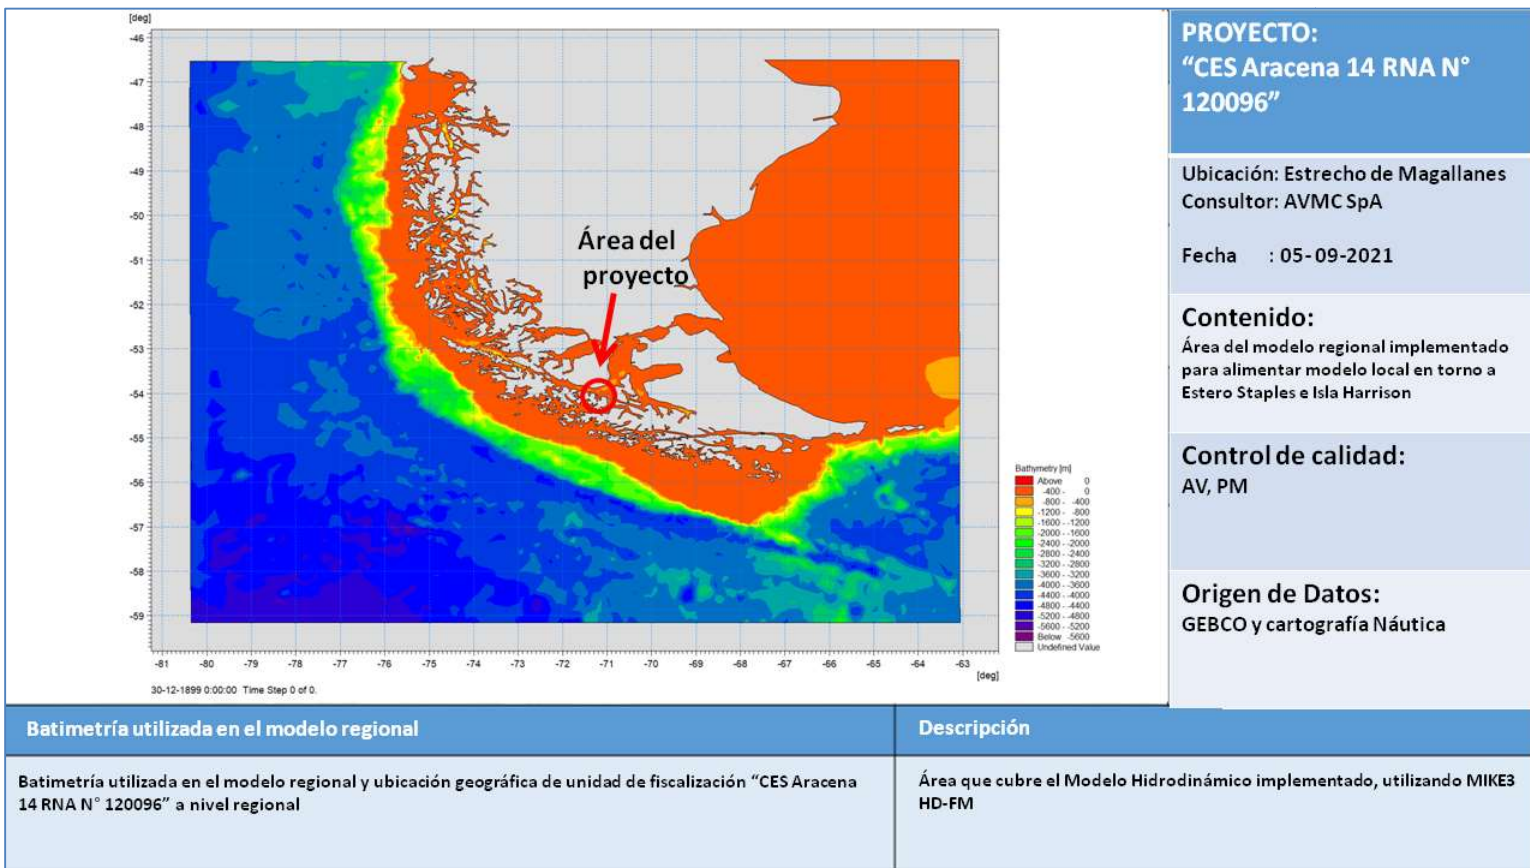 [deg]
-46
-47
-48
-49
-50
-51
-52
-53
-54
-55
-56
-57
-58
-59
Área del
proyecto
Bathymetry [m]
Above 0
-400 - 0
-800 - -400
-1200 - -800
-1600 - -1200
-2000 - -1600
-2400 - -2000
-2800 - -2400
-3200 - -2800
-3600 - -3200
-4000 - -3600
-4400 - -4000
-4800 - -4400
-5200 - -4800
-5600 - -5200
Below -5600
Undefined Value
-81 -80 -79 -78 -77 -76 -75 -74 -73 -72 -71 -70 -69 -68 -67 -66 -65 -64 -63
[deg]
30-12-1899 0:00:00 Time Step 0 of 0.
PROYECTO:
“CES Aracena 14 RNA N°
120096”
Ubicación: Estrecho de Magallanes
Consultor: AVMC SpA
Fecha : 05-09-2021
Contenido:
Área del modelo regional implementado
para alimentar modelo local en torno a
Estero Staples e Isla Harrison
Control de calidad:
AV, PM
Origen de Datos:
GEBCO y cartografía Náutica
Batimetría utilizada en el modelo regional
Batimetría utilizada en el modelo regional y ubicación geográfica de unidad de fiscalización “CES Aracena
14 RNA N° 120096” a nivel regional
Descripción
Área que cubre el Modelo Hidrodinámico implementado, utilizando MIKE3
HD-FM